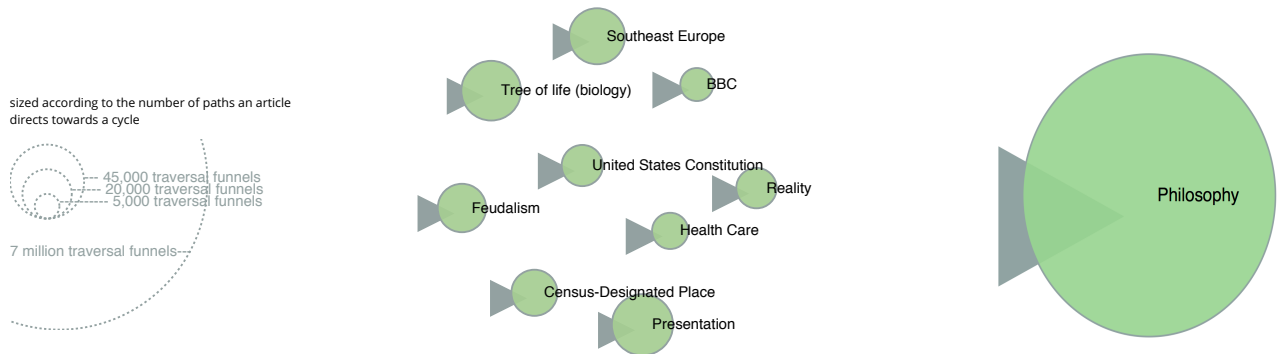 sized according to the number of paths an article
directs towards a cycle
45,000 traversal funnels
20,000 traversal funnels
5,000 traversal funnels
7 million traversal funnels
Southeast Europe
Tree of life (biology)
BBC
United States Constitution
Reality
Feudalism
Health Care
Census-Designated Place
Presentation
Philosophy